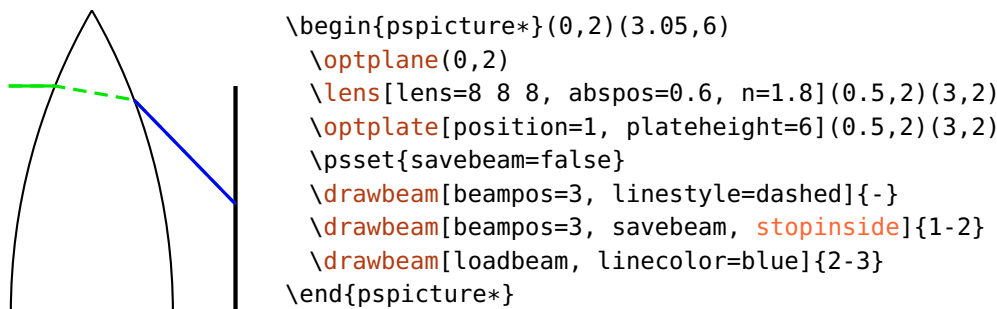 \begin{pspicture*}(0,2)(3.05,6)
  \optplane(0,2)
  \lens[lens=8 8 8, abspos=0.6, n=1.8](0.5,2)(3,2)
  \optplate[position=1, plateheight=6](0.5,2)(3,2)
  \psset{savebeam=false}
  \drawbeam[beampos=3, linestyle=dashed]{-}
  \drawbeam[beampos=3, savebeam, stopinside]{1-2}
  \drawbeam[loadbeam, linecolor=blue]{2-3}
\end{pspicture*}